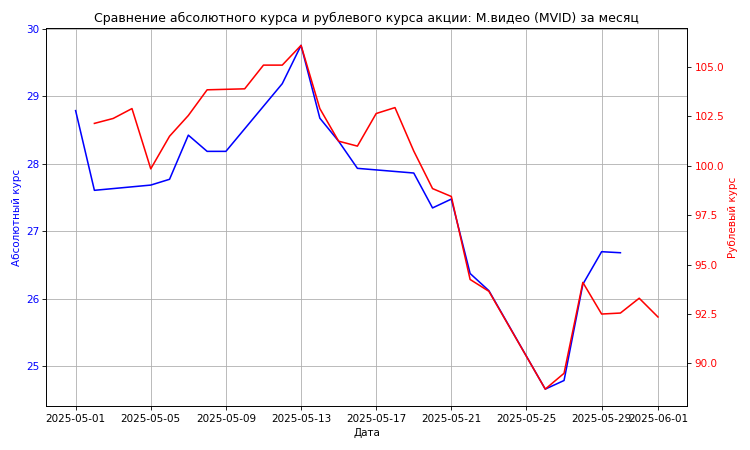 Сравнение абсолютного курса и рублевого курса акции: М.видео (MVID) за месяц
30
29
28
27
26
25
Абсолютный курс
105.0
102.5
100.0
97.5
95.0
92.5
90.0
Рублевый курс
2025-05-01 2025-05-05 2025-05-09 2025-05-13 2025-05-17 2025-05-21 2025-05-25 2025-05-29 2025-06-01
Дата